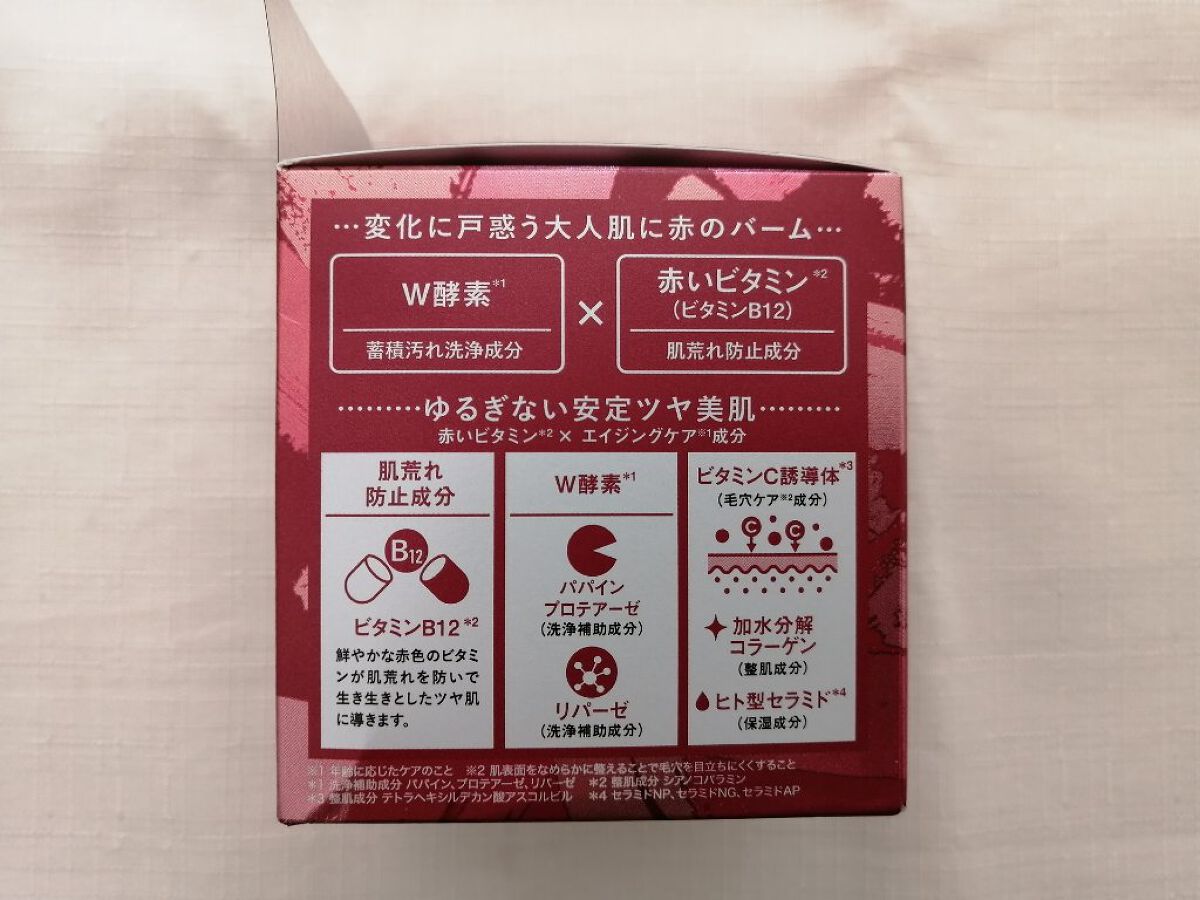 …変化に戸惑う大人肌に赤のバーム…
W酵素*1
蓄積汚れ洗浄成分
×
赤いビタミン*2
(ビタミンB12)
肌荒れ防止成分
………ゆるぎない安定ツヤ美肌………
赤いビタミン*2 × エイジングケア※1成分
肌荒れ
防止成分
B12
ビタミンB12*2
鮮やかな赤色のビタミ
ンが肌荒れを防いで
生き生きとしたツヤ肌
に導きます。
W酵素*1
パパイン
プロテアーゼ
(洗浄補助成分)
リパーゼ
(洗浄補助成分)
ビタミンC誘導体*3
(毛穴ケア※2成分)
C C
加水分解
コラーゲン
(整肌成分)
ヒト型セラミド*4
(保湿成分)
※1 年齢に応じたケアのこと ※2 肌表面をなめらかに整えることで毛穴を目立ちにくくすること
*1 洗浄補助成分 パパイン、プロテアーゼ、リパーゼ *2 整肌成分 シアノコバラミン
*3 整肌成分 テトラヘキシルデカン酸アスコルビル *4 セラミドNP、セラミドNG、セラミドAP